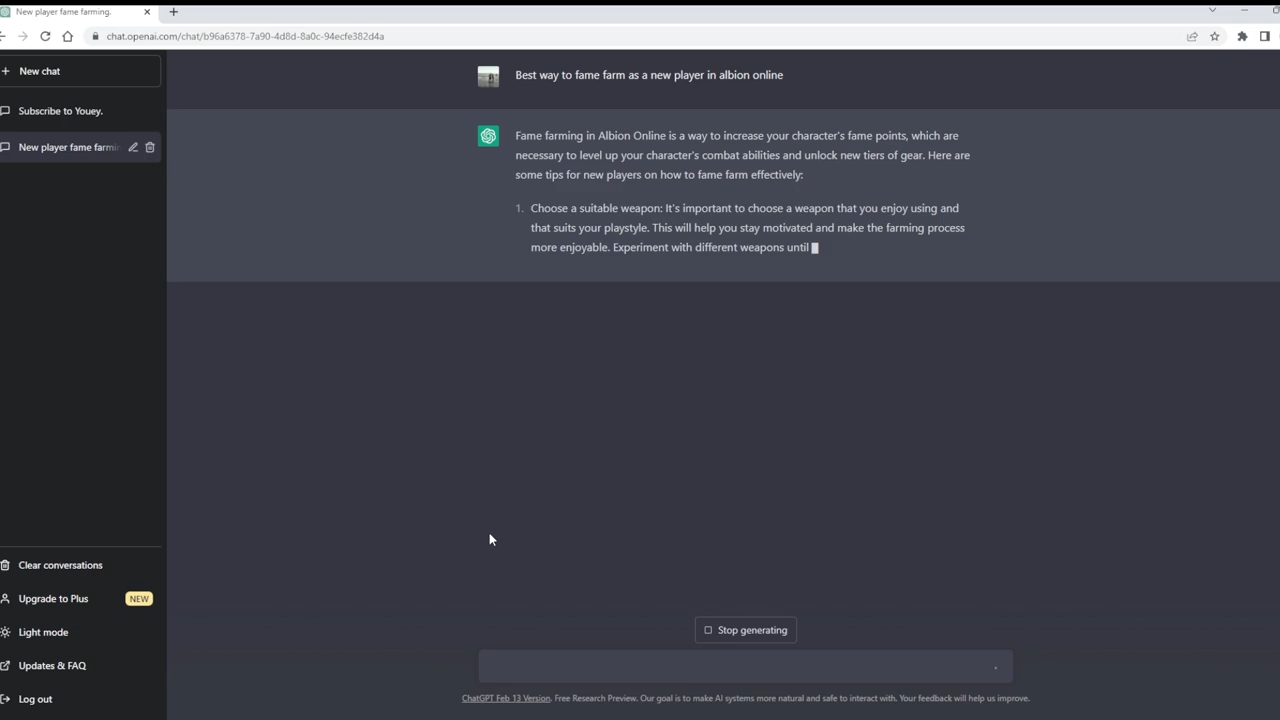 New player fame farming.
chat.openai.com/chat/b96a6378-7a90-4d8d-8a0c-94ecfe382d4a
New chat
Subscribe to Youey.
New player fame farmi
Best way to fame farm as a new player in albion online
Fame farming in Albion Online is a way to increase your character's fame points, which are
necessary to level up your character's combat abilities and unlock new tiers of gear. Here are
some tips for new players on how to fame farm effectively:
1. Choose a suitable weapon: It's important to choose a weapon that you enjoy using and
that suits your playstyle. This will help you stay motivated and make the farming process
more enjoyable. Experiment with different weapons until
Clear conversations
Upgrade to Plus NEW
Light mode
Updates & FAQ
Log out
Stop generating
ChatGPT Feb 13 Version. Free Research Preview. Our goal is to make AI systems more natural and safe to interact with. Your feedback will help us improve.